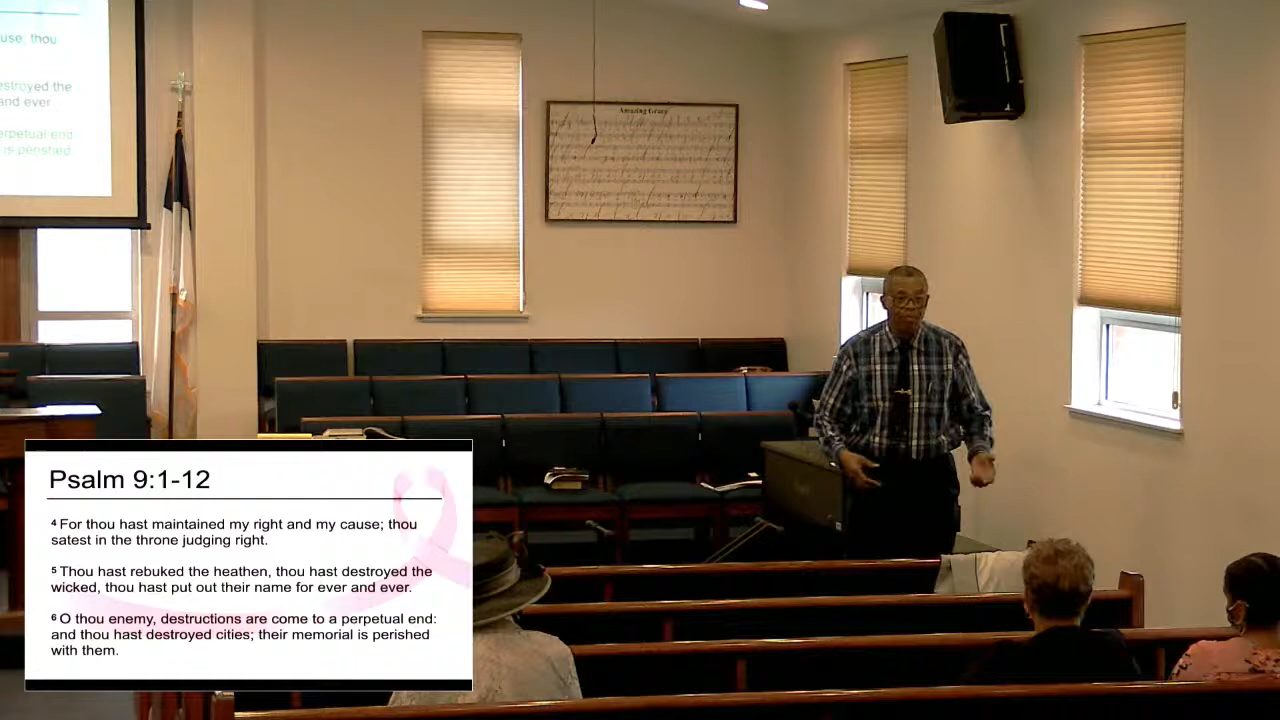 use; thou
estroyed the
and ever
erpetual end
is perished
Amazing Grace
Psalm 9:1-12
4 For thou hast maintained my right and my cause; thou
satest in the throne judging right.
5 Thou hast rebuked the heathen, thou hast destroyed the
wicked, thou hast put out their name for ever and ever.
6 O thou enemy, destructions are come to a perpetual end:
and thou hast destroyed cities; their memorial is perished
with them.